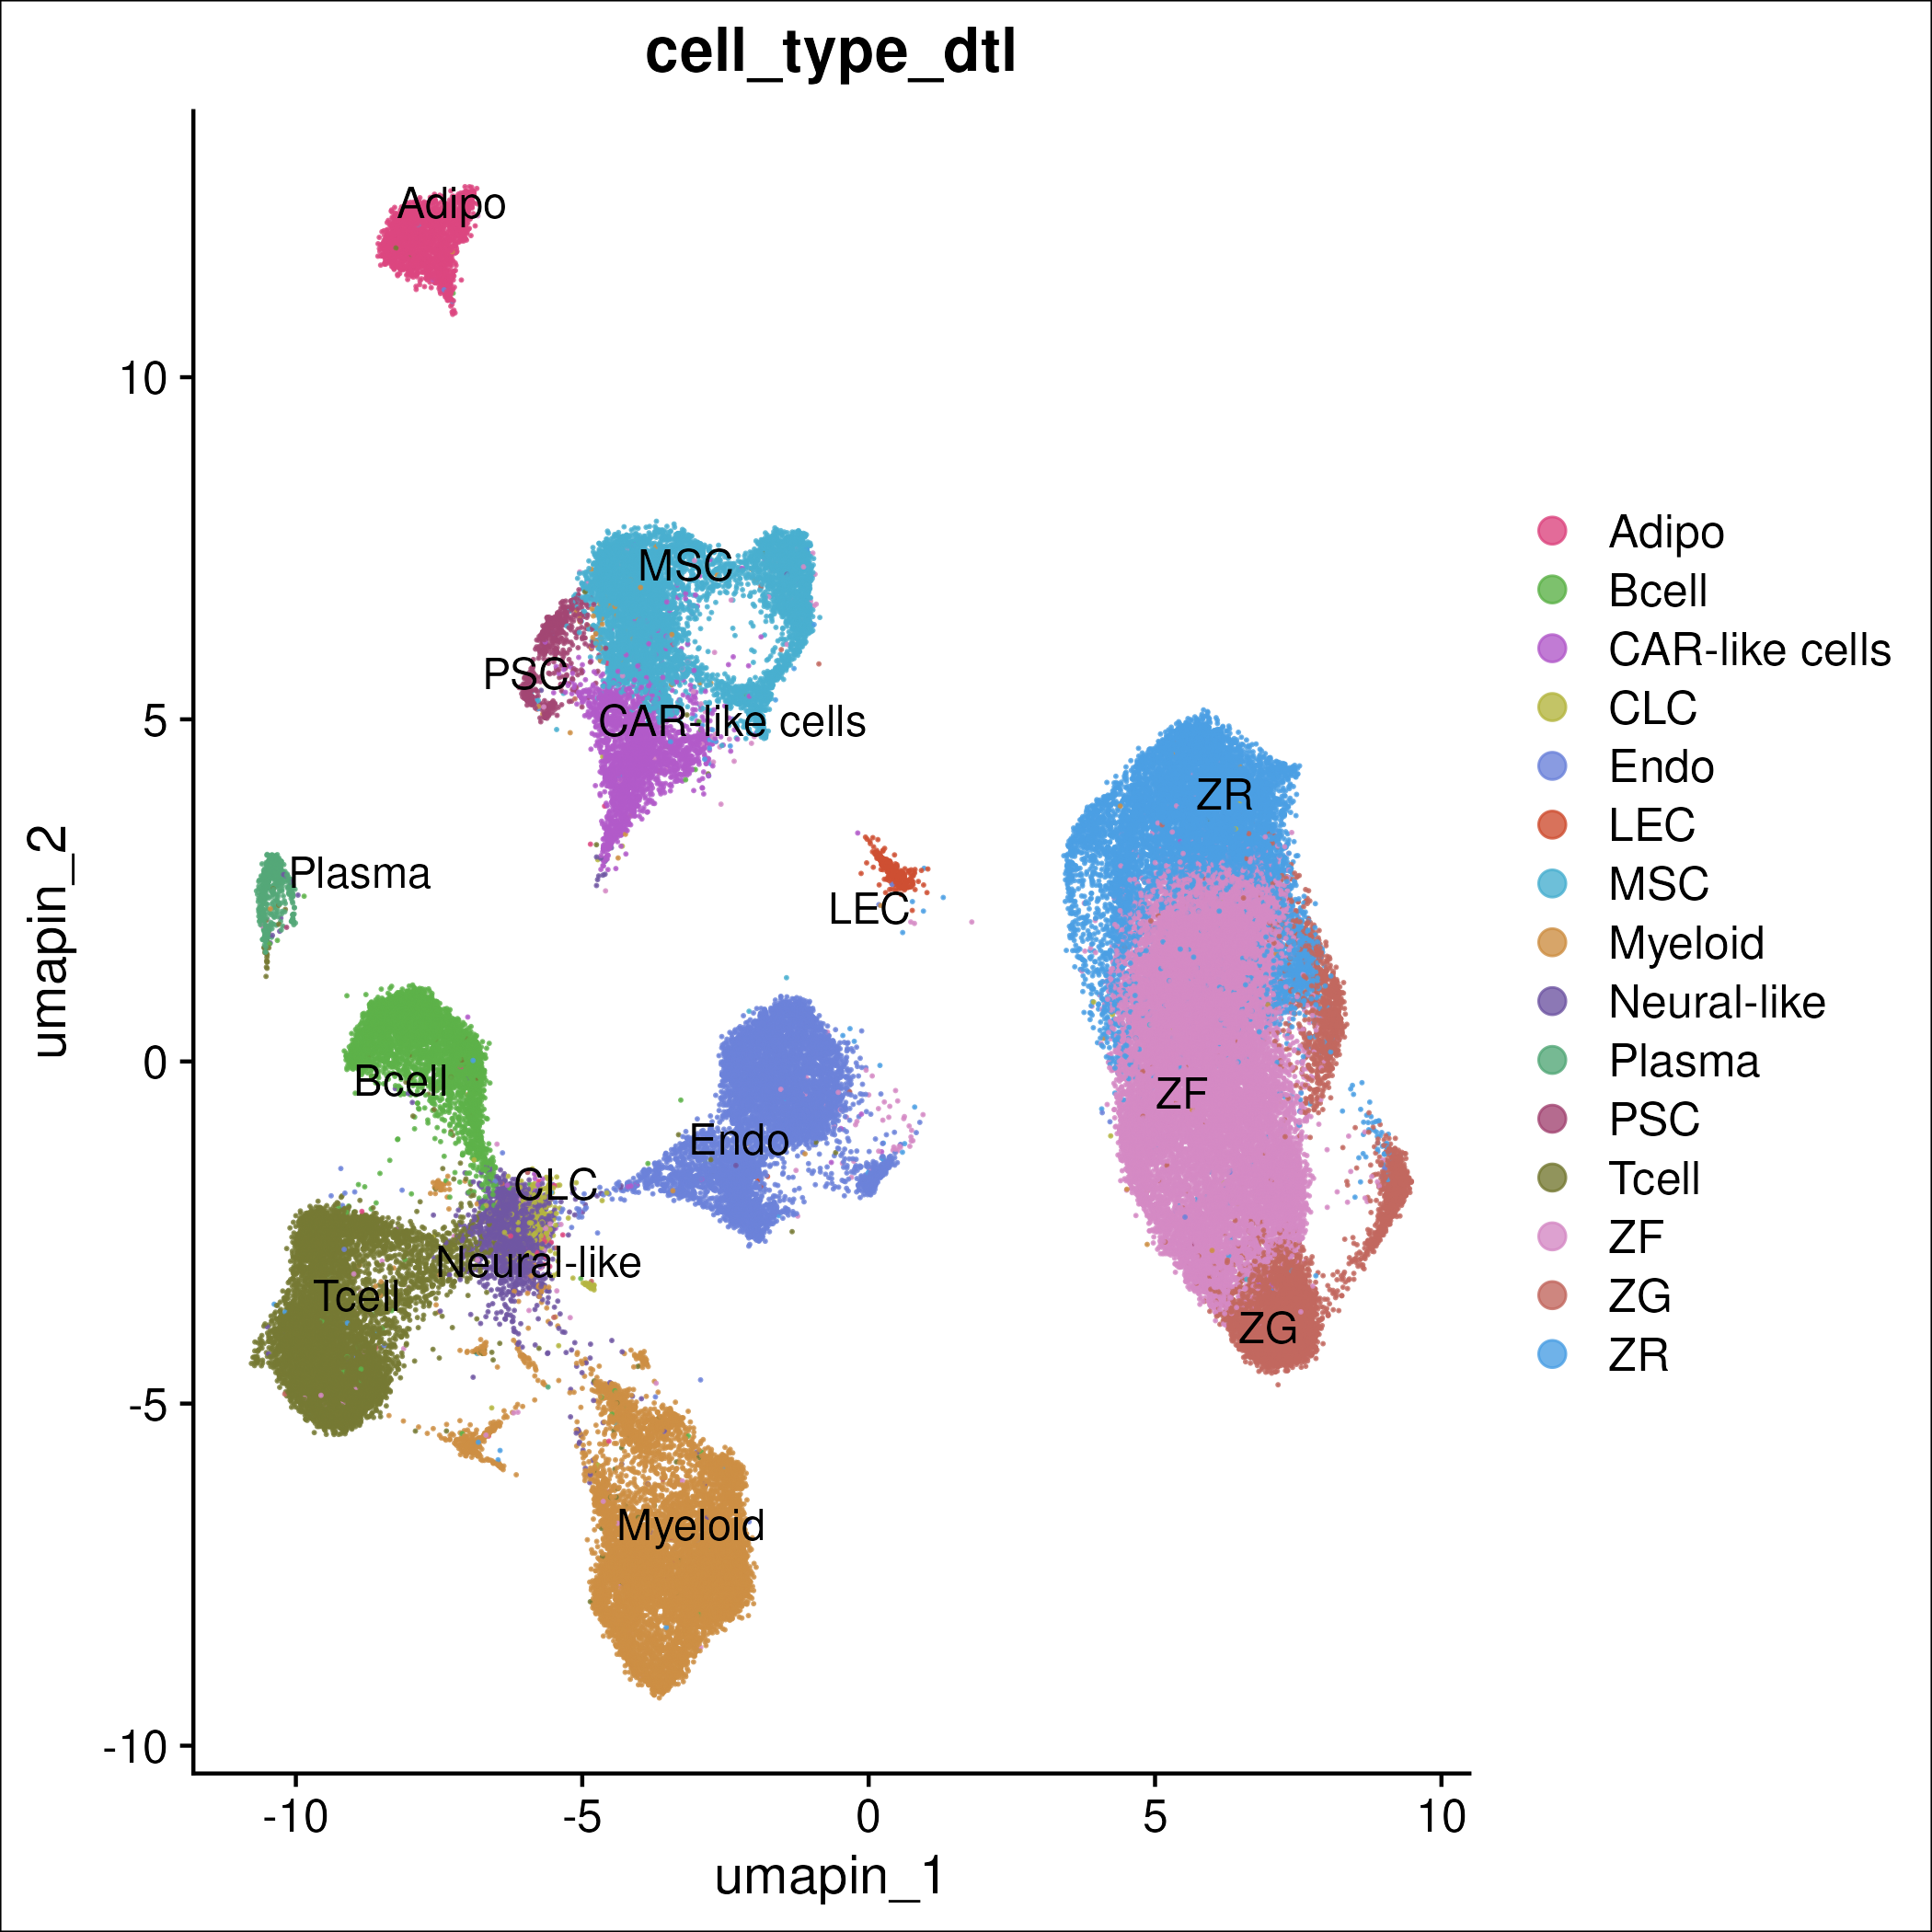 cell_type_dtl
Adipo
MSC
PSC
CAR-like cells
ZR
Plasma
LEC
Bcell
ZF
Endo
CLC
Neural-like
Tcell
ZG
Myeloid
10
5
0
-5
-10
umapin_2
-10
-5
0
5
10
umapin_1
Adipo
Bcell
CAR-like cells
CLC
Endo
LEC
MSC
Myeloid
Neural-like
Plasma
PSC
Tcell
ZF
ZG
ZR